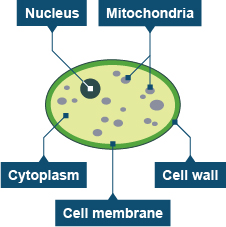 Nucleus
Mitochondria
Cytoplasm
Cell wall
Cell membrane